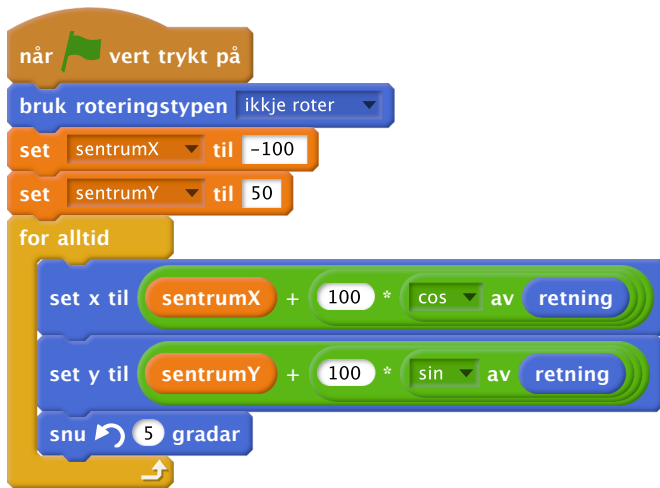 når vert trykt på
bruk roteringstypen ikkje roter
set sentrumX til -100
set sentrumY til 50
for alltid
set x til sentrumX + 100 * cos av retning
set y til sentrumY + 100 * sin av retning
snu 5 gradar